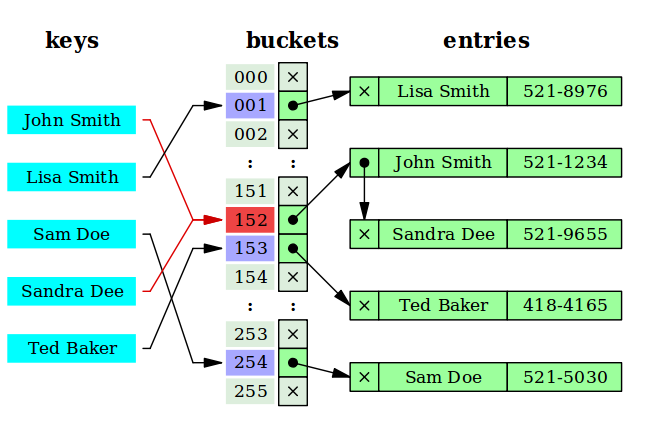 keys
buckets
entries
John Smith
Lisa Smith
Sam Doe
Sandra Dee
Ted Baker
000
001
002
: :
151
152
153
154
: :
253
254
255
Lisa Smith 521-8976
John Smith 521-1234
Sandra Dee 521-9655
Ted Baker 418-4165
Sam Doe 521-5030